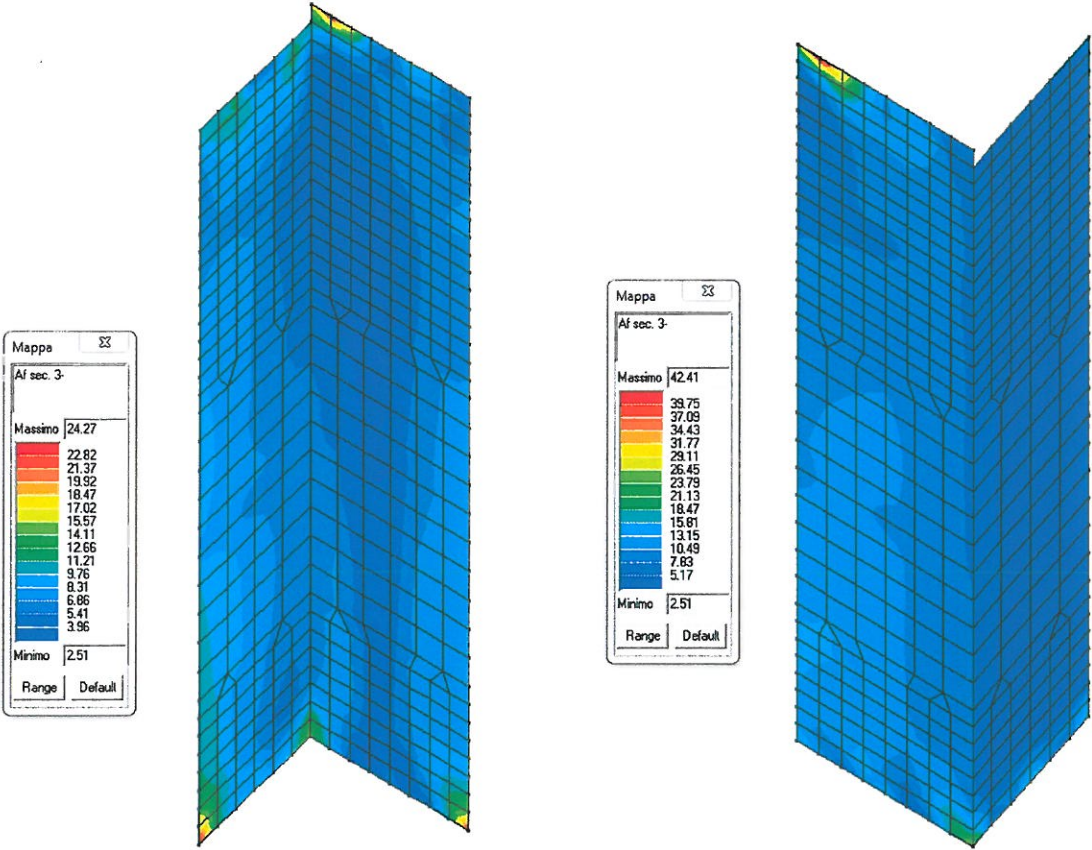 Mappa
Af sec. 3-
Massimo 24.27
22.82
21.37
19.92
18.47
17.02
15.57
14.11
12.66
11.21
9.76
8.31
6.86
5.41
3.96
Minimo 2.51
Range Default
Mappa
Af sec. 3-
Massimo 42.41
39.75
37.09
34.43
31.77
29.11
26.45
23.79
21.13
18.47
15.81
13.15
10.49
7.83
5.17
Minimo 2.51
Range Default